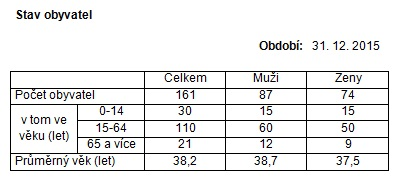 Stav obyvatel
Období: 31. 12. 2015
Celkem Muži Ženy
Počet obyvatel 161 87 74
v tom ve věku (let) 0-14 30 15 15
15-64 110 60 50
65 a více 21 12 9
Průměrný věk (let) 38,2 38,7 37,5